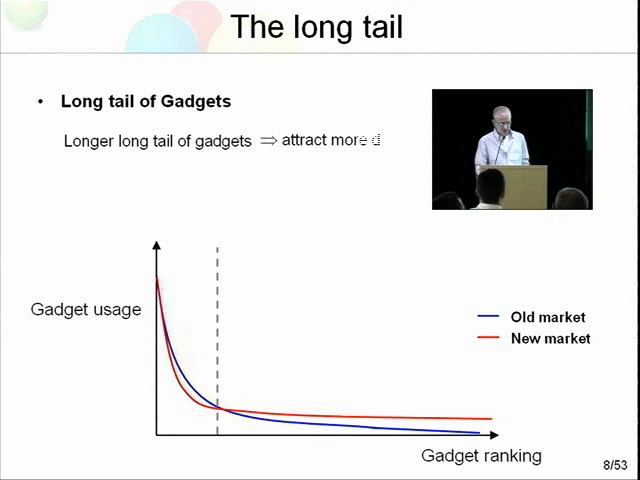 The long tail
• Long tail of Gadgets
Longer long tail of gadgets ⇒ attract more
Gadget usage
Old market
New market
Gadget ranking
8/53